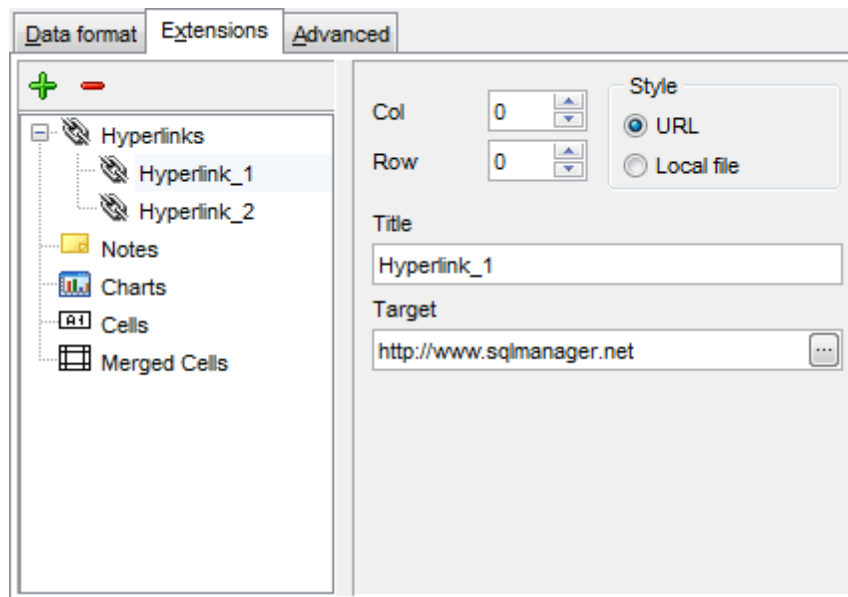 Data format Extensions Advanced
Hyperlinks
Hyperlink_1
Hyperlink_2
Notes
Charts
A1 Cells
Merged Cells
Col 0
Row 0
Style
URL
Local file
Title
Hyperlink_1
Target
http://www.sqlmanager.net ...